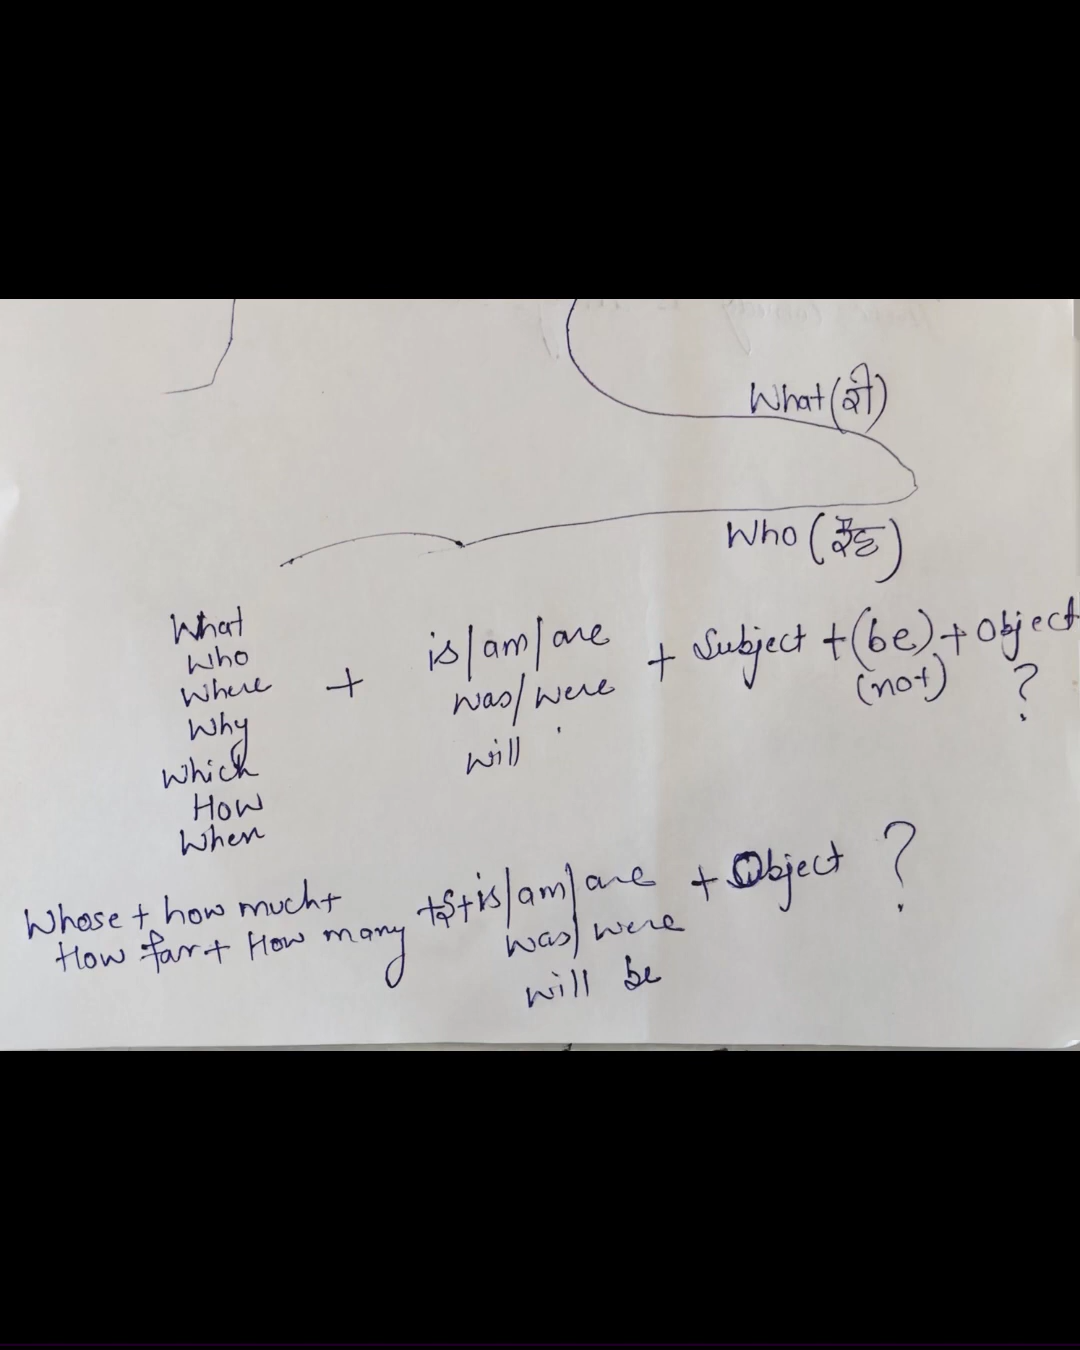 What (शी)
Who
What
Who
Where
Why
Which
How
When
+
is/am/are
was/were
will
+ Subject + (be) + Object
(not) ?
Whose + how much +
How far + How many
+S+ is/am/are
was/were
will be
+ Object ?